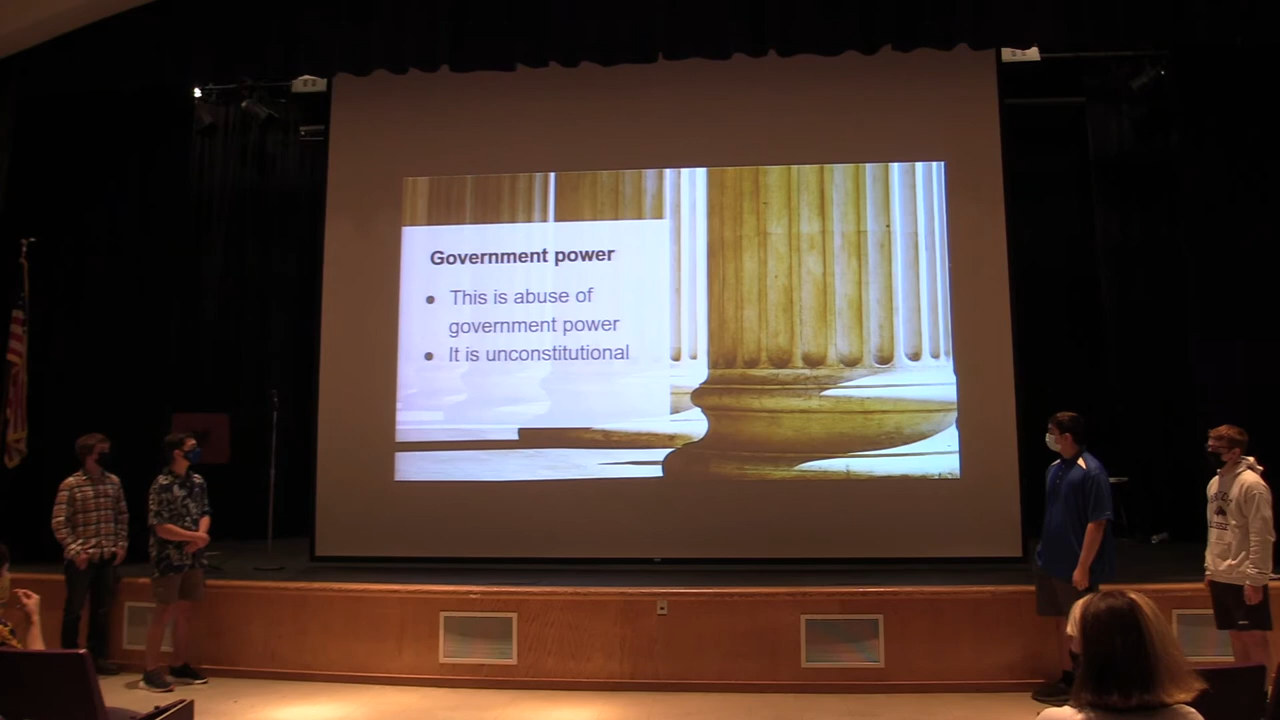 Government power
● This is abuse of
government power
● It is unconstitutional